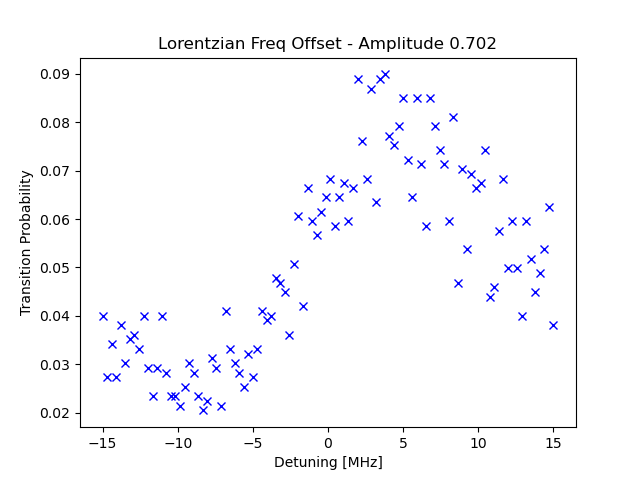 Lorentzian Freq Offset - Amplitude 0.702
Transition Probability
0.09
0.08
0.07
0.06
0.05
0.04
0.03
0.02
−15 −10 −5 0 5 10 15
Detuning [MHz]